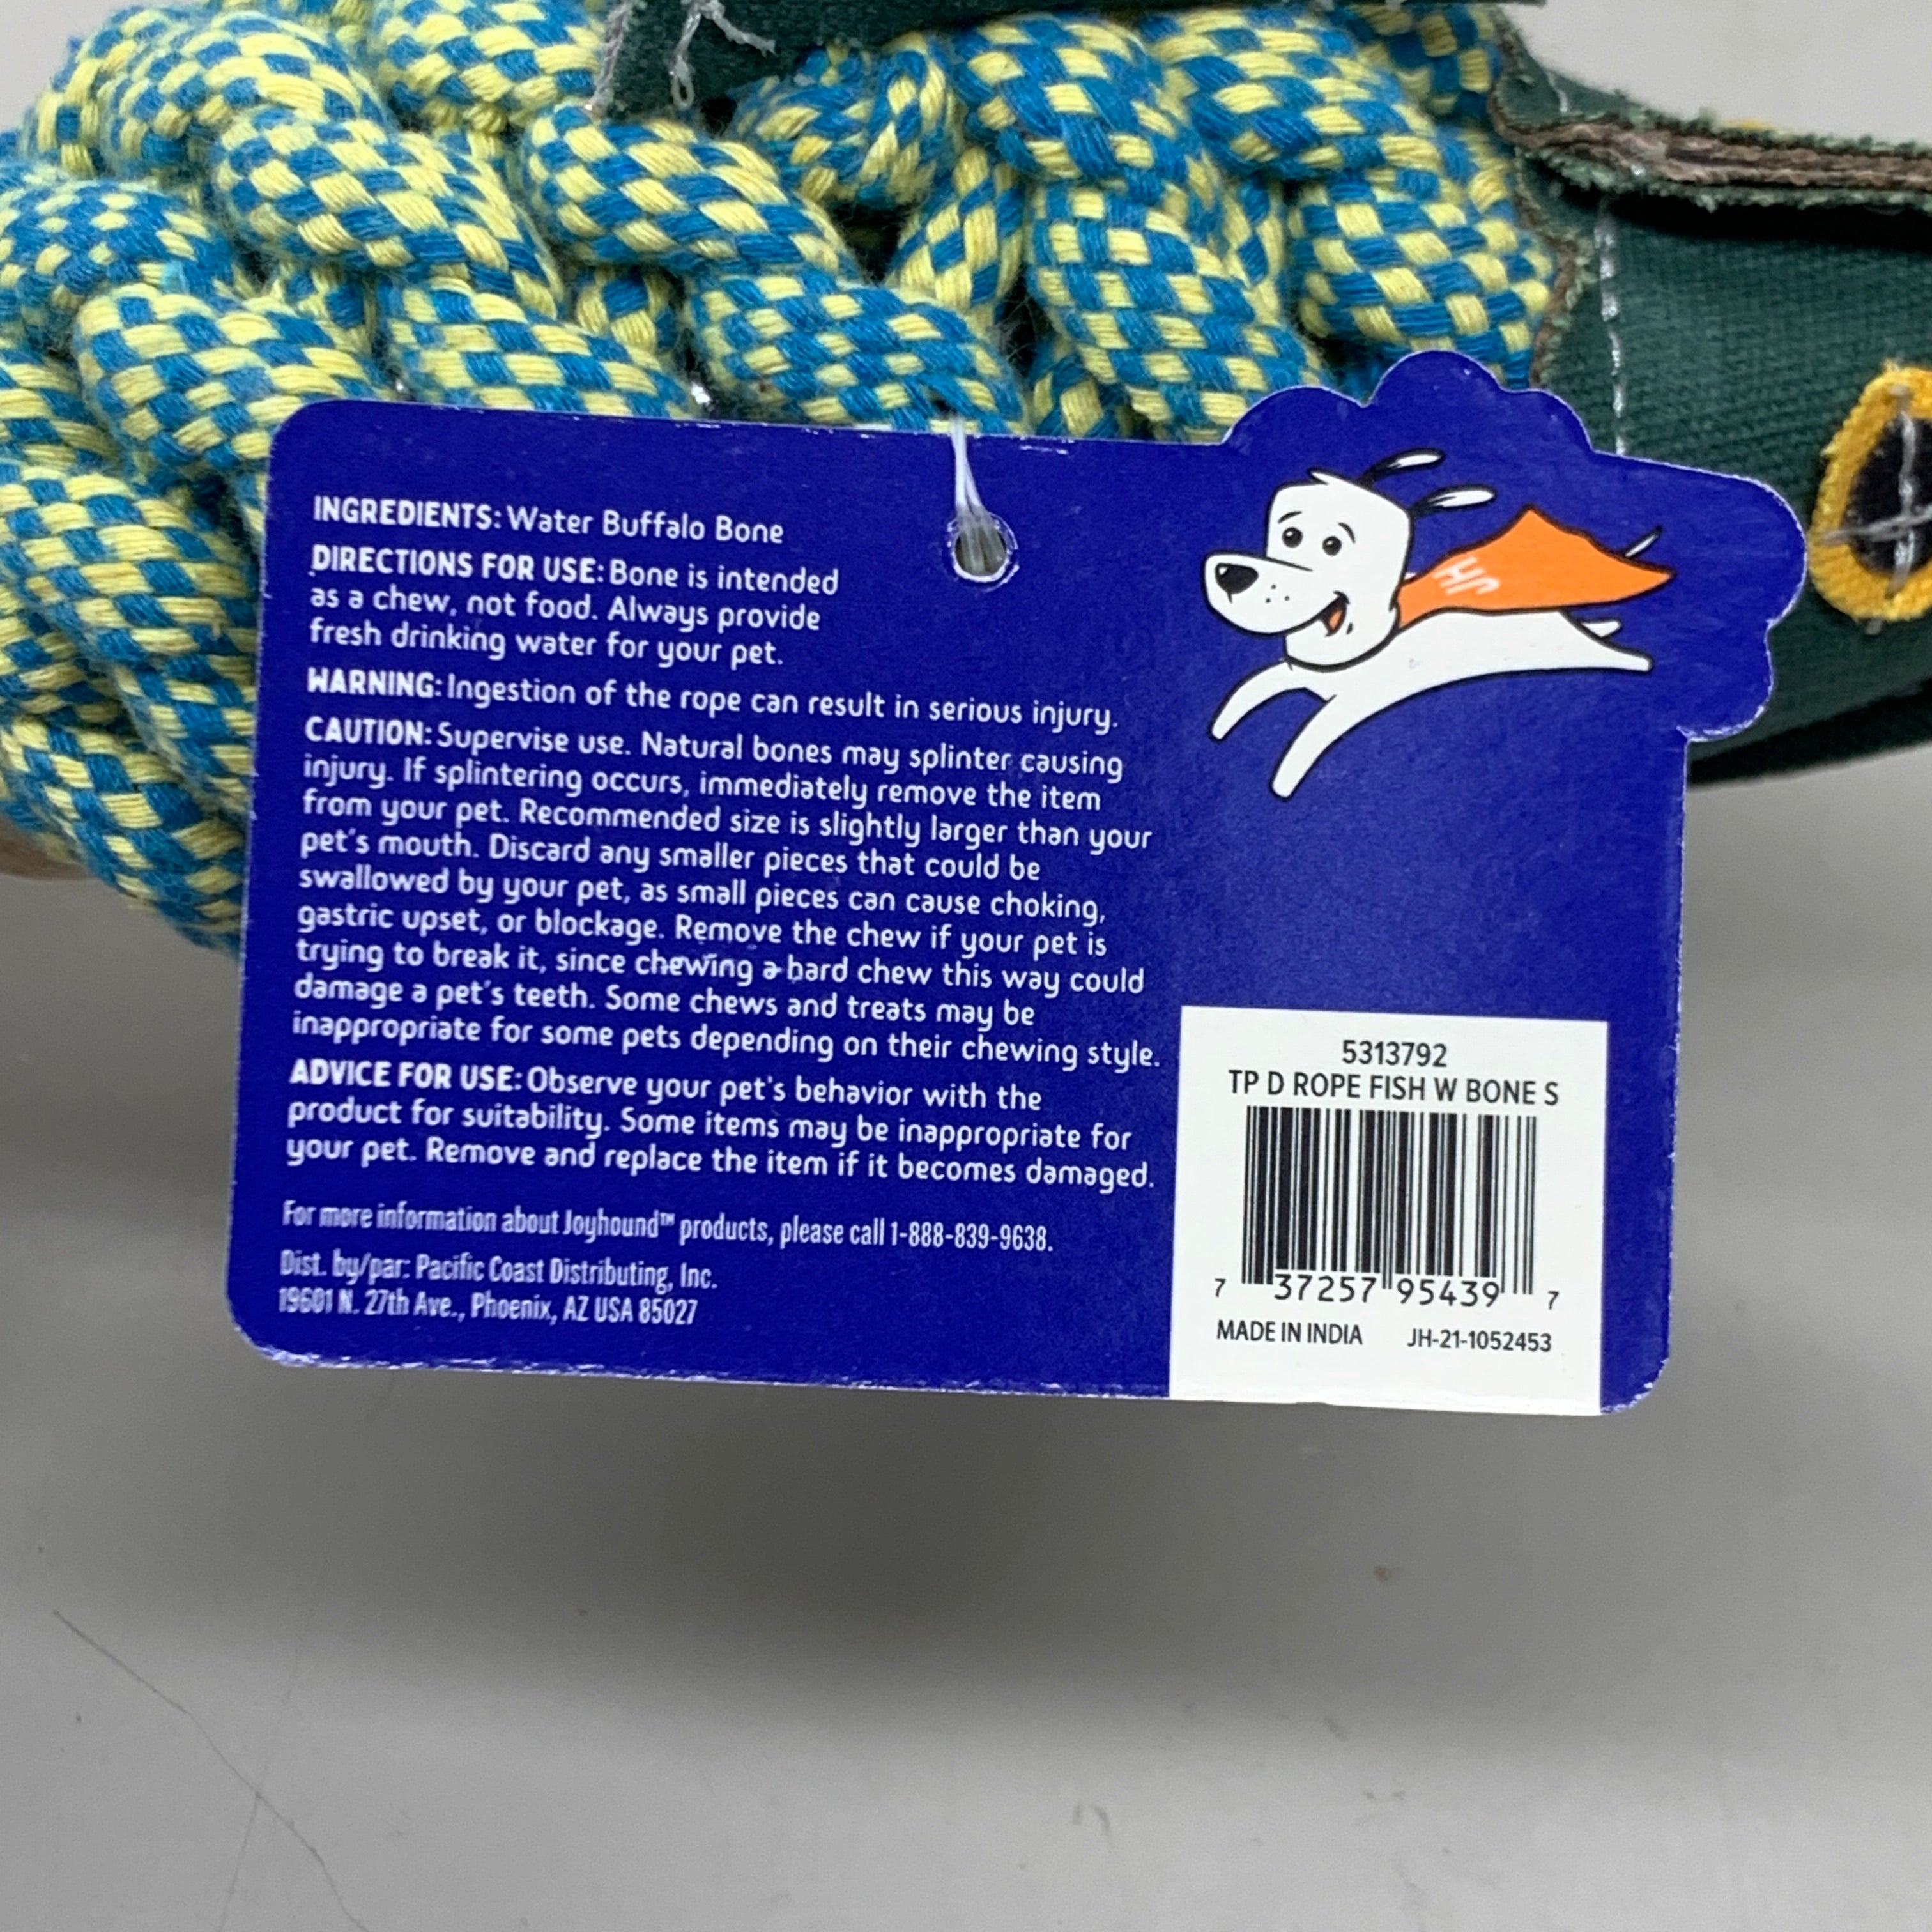 INGREDIENTS: Water Buffalo Bone
DIRECTIONS FOR USE: Bone is intended
as a chew, not food. Always provide
fresh drinking water for your pet.
WARNING: Ingestion of the rope can result in serious injury.
CAUTION: Supervise use. Natural bones may splinter causing
injury. If splintering occurs, immediately remove the item
from your pet. Recommended size is slightly larger than your
pet's mouth. Discard any smaller pieces that could be
swallowed by your pet, as small pieces can cause choking,
gastric upset, or blockage. Remove the chew if your pet is
trying to break it, since chewing a hard chew this way could
damage a pet's teeth. Some chews and treats may be
inappropriate for some pets depending on their chewing style.
ADVICE FOR USE: Observe your pet's behavior with the
product for suitability. Some items may be inappropriate for
your pet. Remove and replace the item if it becomes damaged.
For more information about Joyhound™ products, please call 1-888-839-9638.
Dist. by/par: Pacific Coast Distributing, Inc.
19601 N. 27th Ave., Phoenix, AZ USA 85027
JH
5313792
TP D ROPE FISH W BONE S
7 37257 95439 7
MADE IN INDIA JH-21-1052453